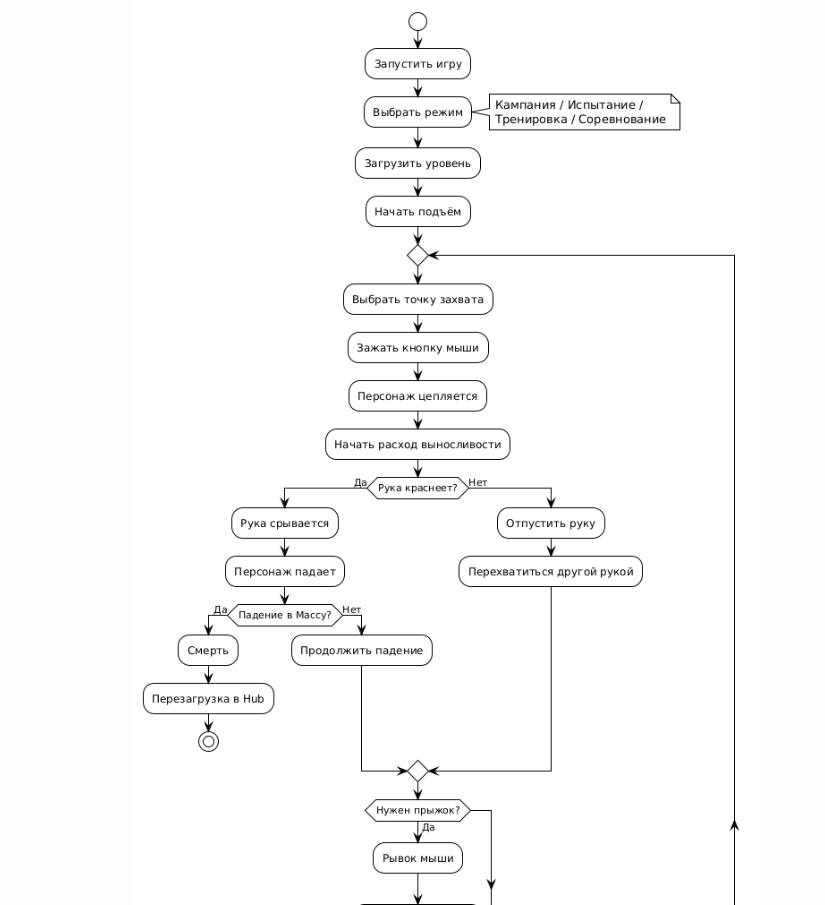 Запустить игру
Выбрать режим
Кампания / Испытание /
Тренировка / Соревнование
Загрузить уровень
Начать подъём
Выбрать точку захвата
Зажать кнопку мыши
Персонаж цепляется
Начать расход выносливости
Да
Рука краснеет?
Нет
Рука срывается
Отпустить руку
Персонаж падает
Перехватиться другой рукой
Да
Падение в Массу?
Нет
Смерть
Продолжить падение
Перезагрузка в Hub
Нужен прыжок?
Да
Рывок мыши